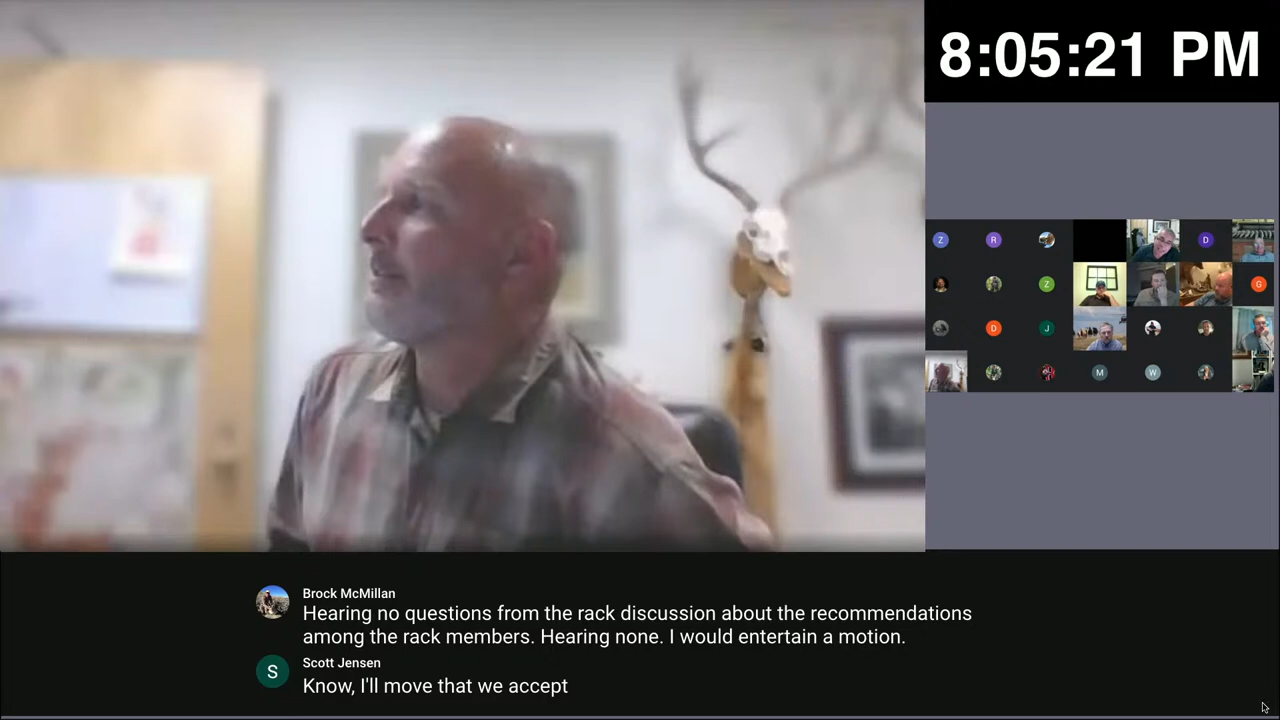 8:05:21 PM
Z
R
D
Z
G
D
J
M
W
Brock McMillan
Hearing no questions from the rack discussion about the recommendations
among the rack members. Hearing none. I would entertain a motion.
S
Scott Jensen
Know, I'll move that we accept